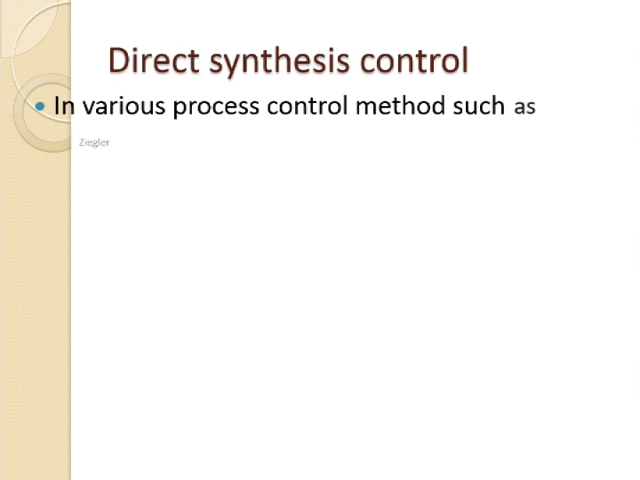 Direct synthesis control
In various process control method such as
Ziegler